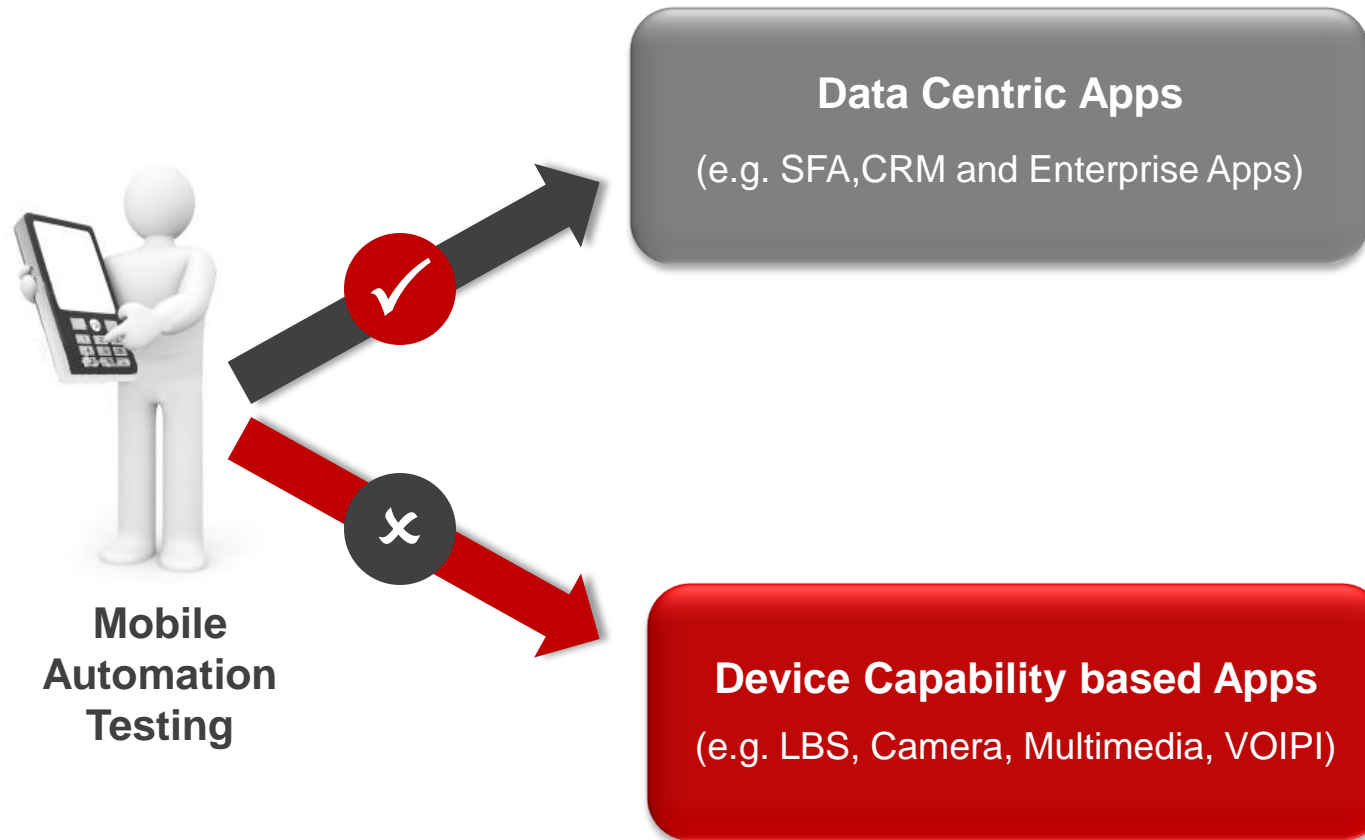 Data Centric Apps
(e.g. SFA,CRM and Enterprise Apps)
Mobile
Automation
Testing
Device Capability based Apps
(e.g. LBS, Camera, Multimedia, VOIPI)